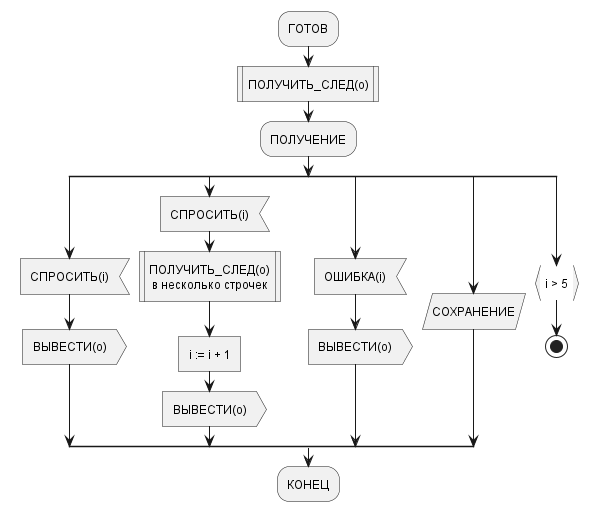 ГОТОВ
ПОЛУЧИТЬ_СЛЕД(o)
ПОЛУЧЕНИЕ
СПРОСИТЬ(i)
ВЫВЕСТИ(o)
СПРОСИТЬ(i)
ПОЛУЧИТЬ_СЛЕД(o)
в несколько строчек
i := i + 1
ВЫВЕСТИ(o)
ОШИБКА(i)
ВЫВЕСТИ(o)
СОХРАНЕНИЕ
i > 5
КОНЕЦ